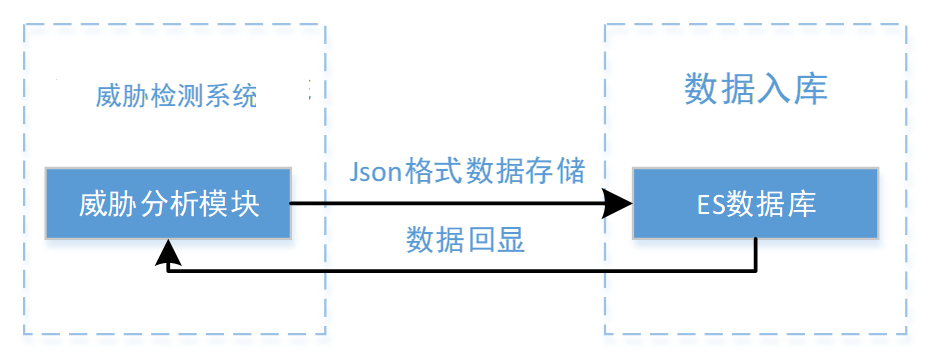 威胁检测系统
数据入库
Json格式数据存储
威胁分析模块
ES数据库
数据回显